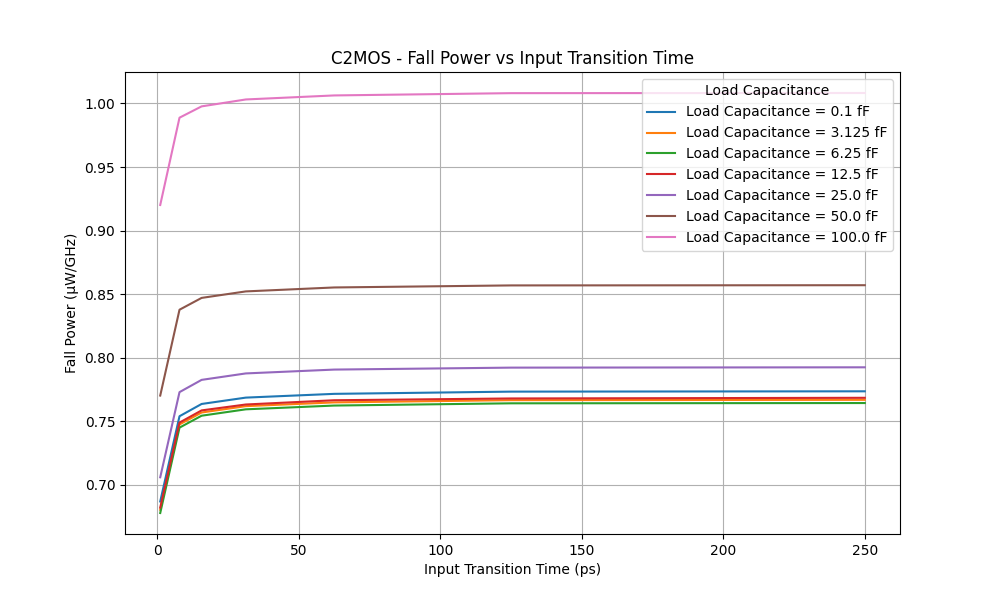 C2MOS - Fall Power vs Input Transition Time
Fall Power (μW/GHz)
1.00
0.95
0.90
0.85
0.80
0.75
0.70
Load Capacitance
Load Capacitance = 0.1 fF
Load Capacitance = 3.125 fF
Load Capacitance = 6.25 fF
Load Capacitance = 12.5 fF
Load Capacitance = 25.0 fF
Load Capacitance = 50.0 fF
Load Capacitance = 100.0 fF
0 50 100 150 200 250
Input Transition Time (ps)